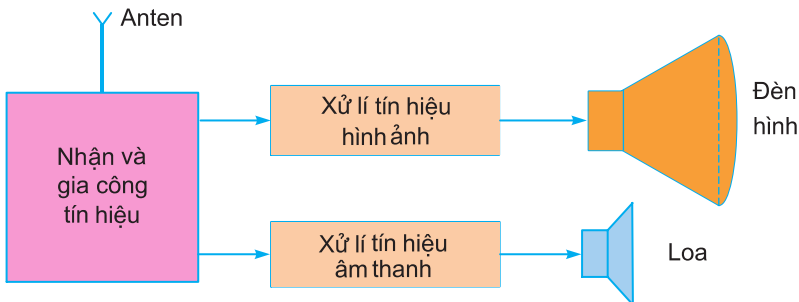 Anten
Nhận và
gia công
tín hiệu
Xử lí tín hiệu
hình ảnh
Đèn
hình
Xử lí tín hiệu
âm thanh
Loa